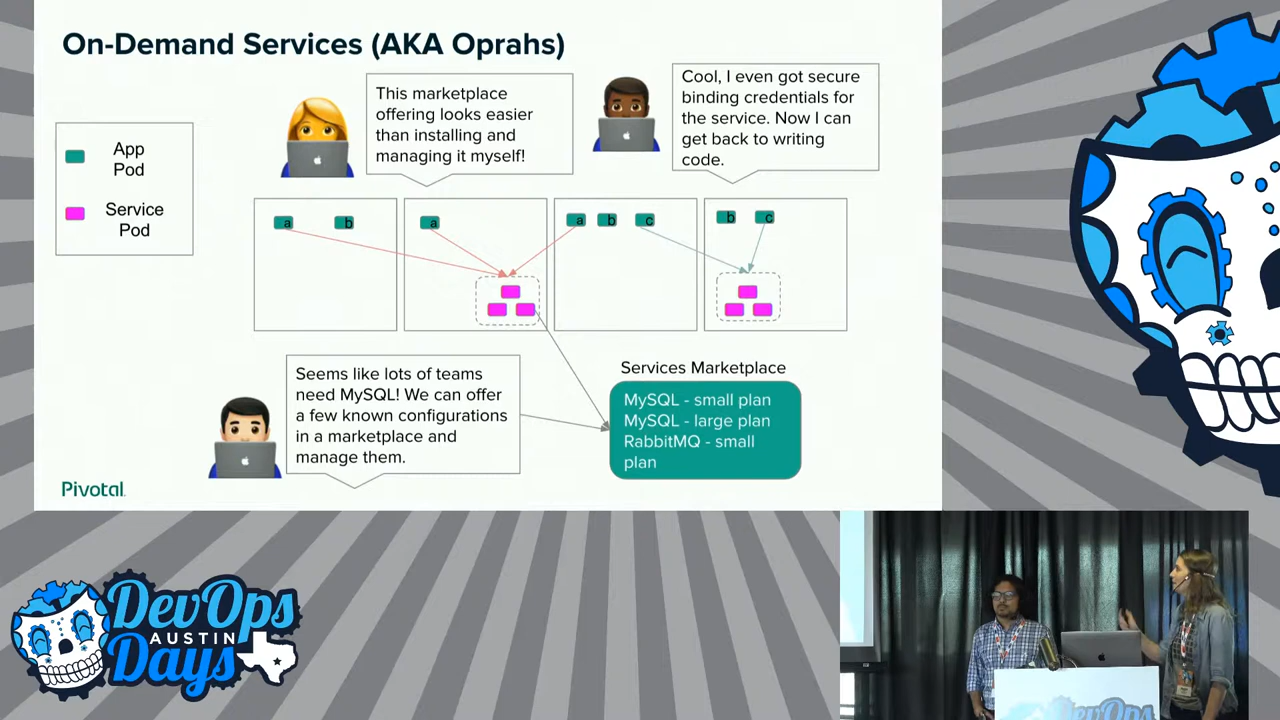 On-Demand Services (AKA Oprahs)
This marketplace
offering looks easier
than installing and
managing it myself!
Cool, I even got secure
binding credentials for
the service. Now I can
get back to writing
code.
App
Pod
Service
Pod
a
b
a
a
b
c
b
c
Seems like lots of teams
need MySQL! We can offer
a few known configurations
in a marketplace and
manage them.
Services Marketplace
MySQL - small plan
MySQL - large plan
RabbitMQ - small
plan
Pivotal
DevOps
AUSTIN
Days
DevOps